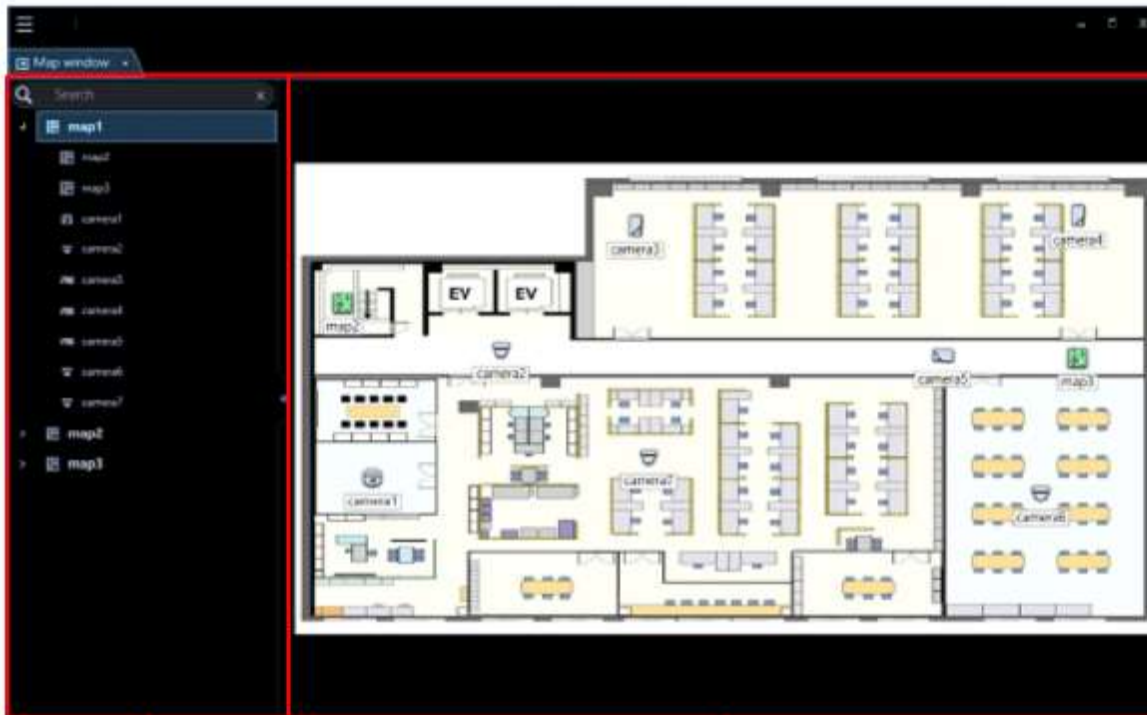 Map window
Search
map1
map2
map3
camera1
camera2
camera3
camera4
camera5
camera6
camera7
map2
map3
camera3
camera4
EV
EV
map2
camera2
camera5
map3
camera7
camera1
camera6